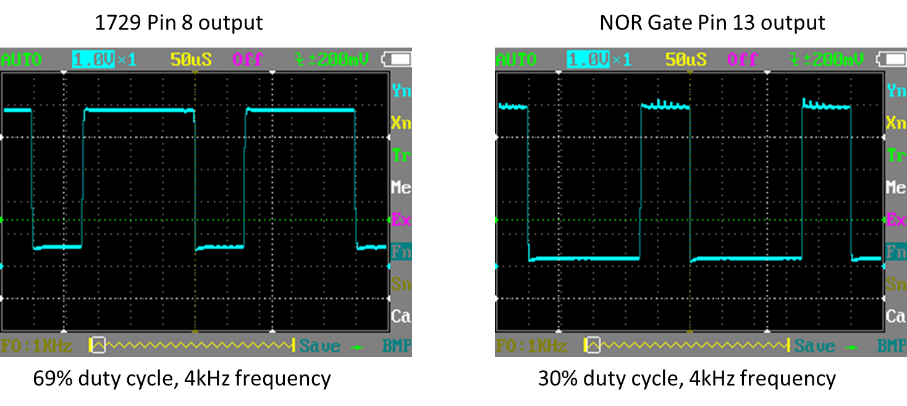 1729 Pin 8 output
AUTO 1.0V×1 50uS Off ±200mV
Yn
Xn
Tr
Me
Ex
Fn
Sn
Ca
F0:1KHz Save BMP
69% duty cycle, 4kHz frequency
NOR Gate Pin 13 output
AUTO 1.0V×1 50uS Off ±200mV
Yn
Xn
Tr
Me
Ex
Fn
Sn
Ca
F0:1KHz Save BMP
30% duty cycle, 4kHz frequency